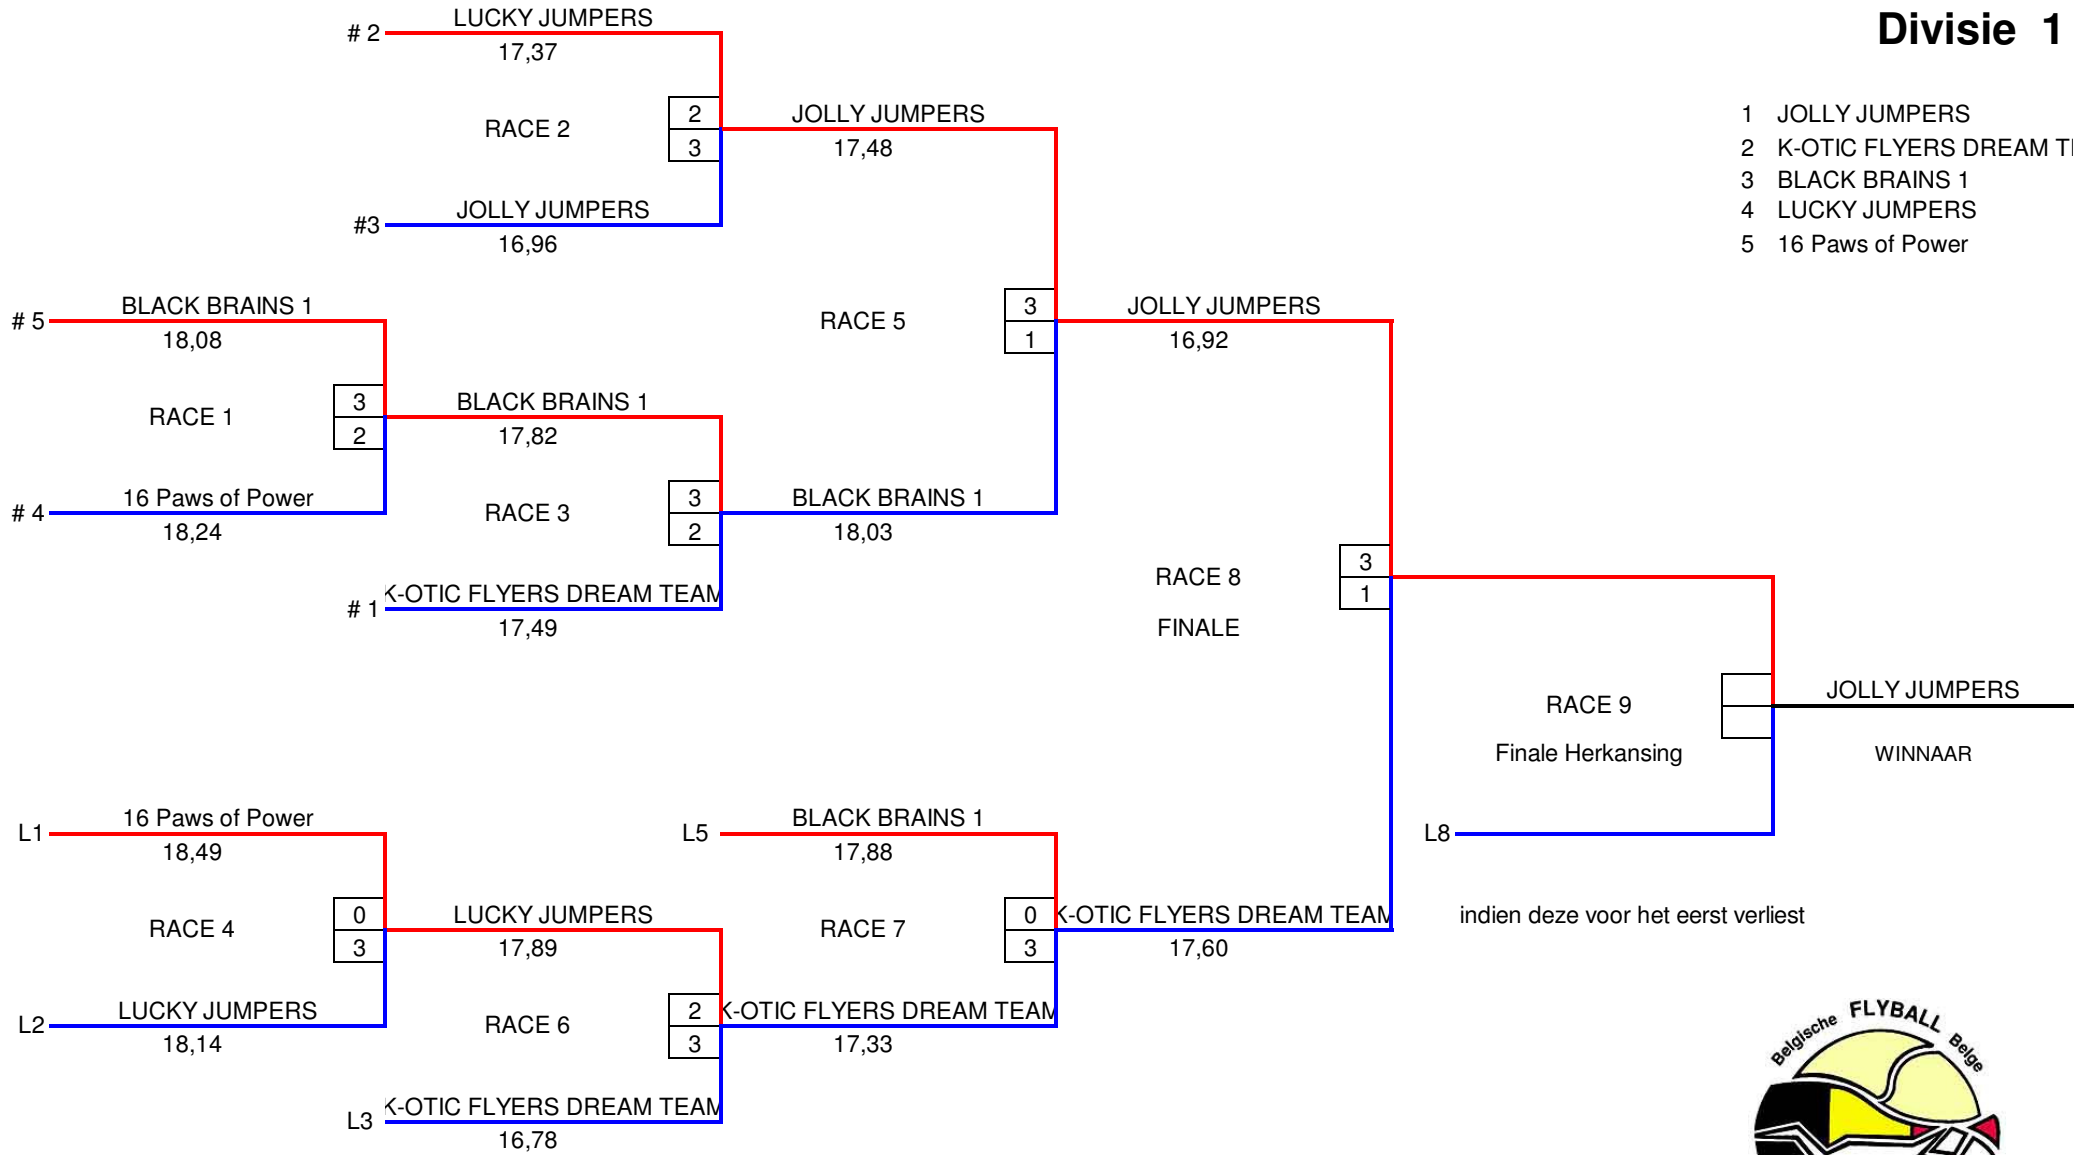 Divisie 1
1 JOLLY JUMPERS
2 K-OTIC FLYERS DREAM T
3 BLACK BRAINS 1
4 LUCKY JUMPERS
5 16 Paws of Power
# 2 LUCKY JUMPERS
17,37
RACE 2
2
3
#3 JOLLY JUMPERS
16,96
# 5 BLACK BRAINS 1
18,08
RACE 1
3
2
# 4 16 Paws of Power
18,24
BLACK BRAINS 1
17,82
RACE 3
3
2
# 1 K-OTIC FLYERS DREAM TEAM
17,49
JOLLY JUMPERS
17,48
RACE 5
3
1
BLACK BRAINS 1
18,03
JOLLY JUMPERS
16,92
RACE 8
FINALE
3
1
L1 16 Paws of Power
18,49
RACE 4
0
3
L2 LUCKY JUMPERS
18,14
LUCKY JUMPERS
17,89
RACE 6
2
3
L3 K-OTIC FLYERS DREAM TEAM
16,78
L5 BLACK BRAINS 1
17,88
RACE 7
0
3
K-OTIC FLYERS DREAM TEAM
17,33
K-OTIC FLYERS DREAM TEAM
17,60
RACE 9
Finale Herkansing
JOLLY JUMPERS
WINNAAR
L8
indien deze voor het eerst verliest
Belgische FLYBALL Belge